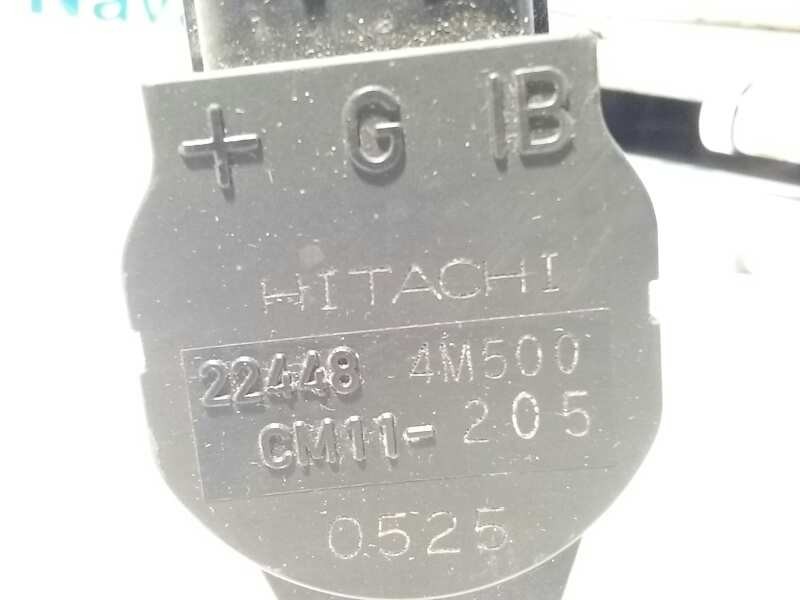 + G IB
HITACHI
22448 4M500
CM11-205
0525